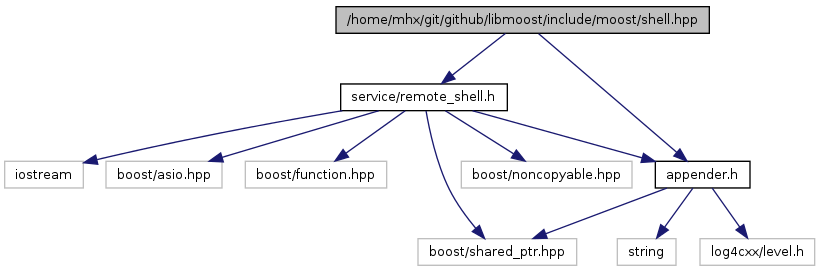 /home/mhx/git/github/libmoost/include/moost/shell.hpp
service/remote_shell.h
iostream
boost/asio.hpp
boost/function.hpp
boost/noncopyable.hpp
appender.h
boost/shared_ptr.hpp
string
log4cxx/level.h